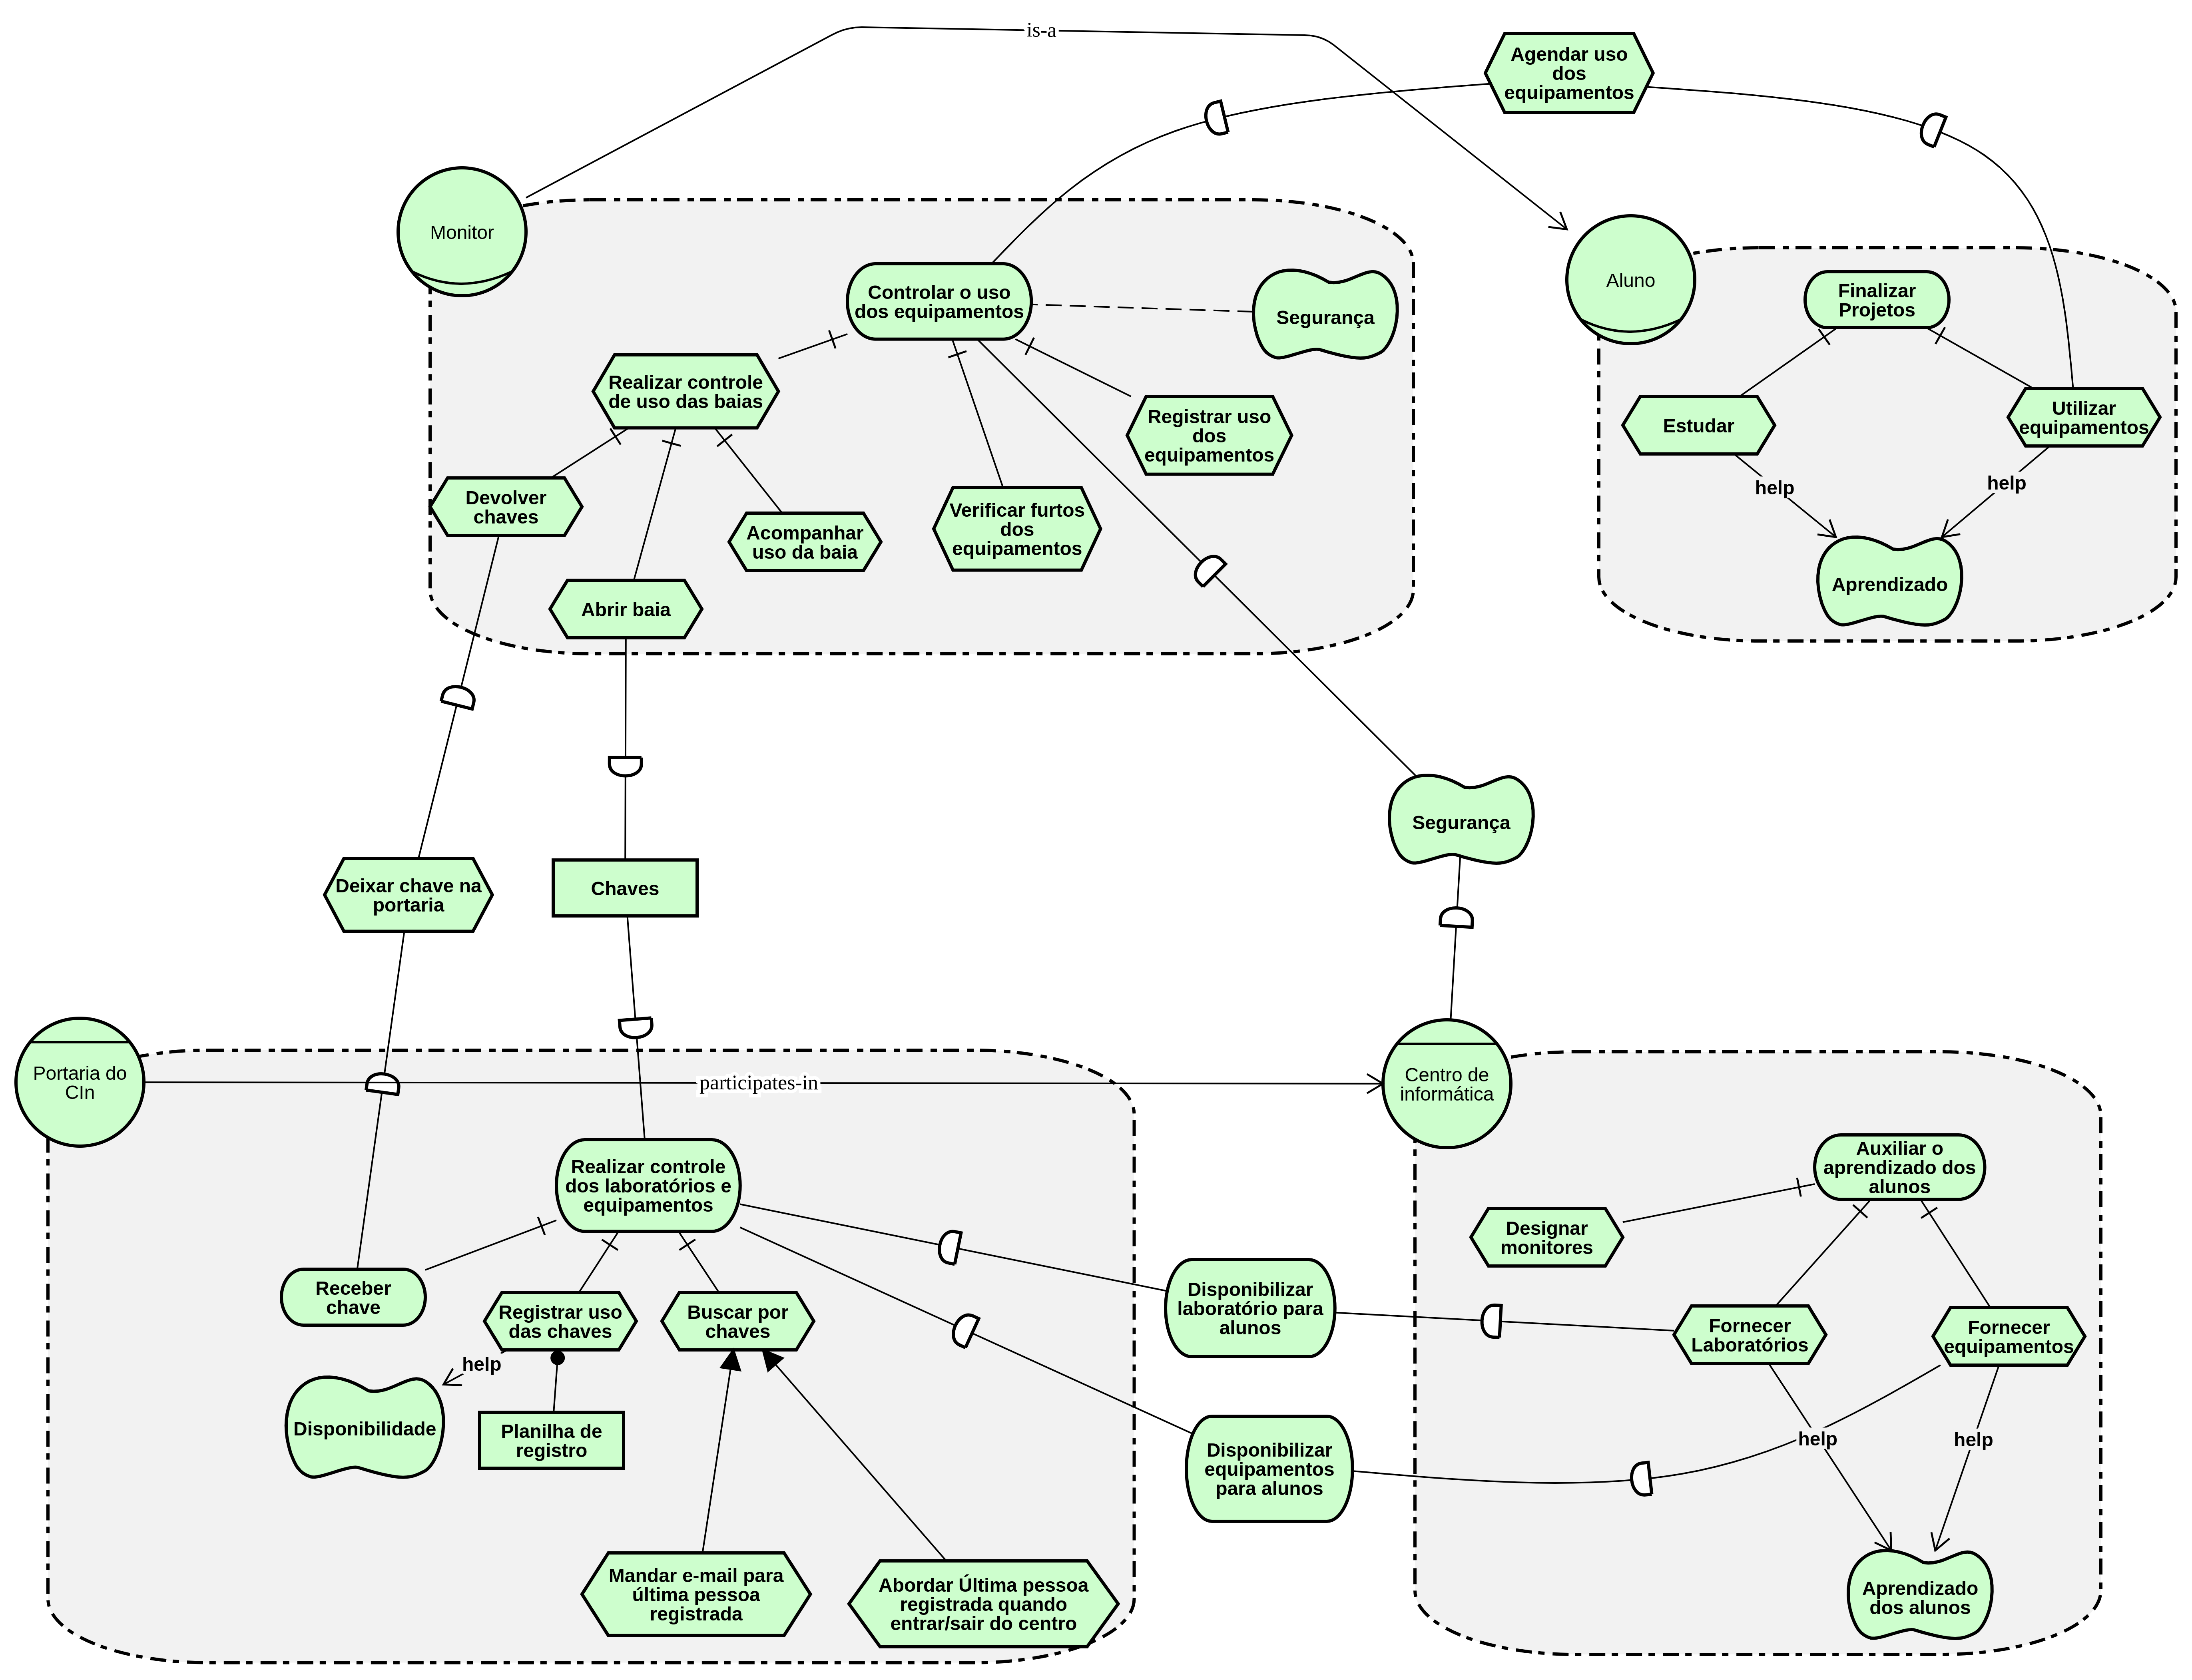 is-a
Agendar uso
dos
equipamentos
Monitor
Aluno
Controlar o uso
dos equipamentos
Segurança
Finalizar
Projetos
Realizar controle
de uso das baias
Registrar uso
dos
equipamentos
Estudar
Utilizar
equipamentos
help
help
Devolver
chaves
Acompanhar
uso da baia
Verificar furtos
dos
equipamentos
Abrir baia
Aprendizado
Segurança
Deixar chave na
portaria
Chaves
Portaria do
CIn
participates-in
Centro de
informática
Realizar controle
dos laboratórios e
equipamentos
Auxiliar o
aprendizado dos
alunos
Designar
monitores
Receber
chave
Registrar uso
das chaves
Buscar por
chaves
Disponibilizar
laboratório para
alunos
Fornecer
Laboratórios
Fornecer
equipamentos
help
Disponibilidade
Planilha de
registro
Disponibilizar
equipamentos
para alunos
help
help
Mandar e-mail para
última pessoa
registrada
Abordar Última pessoa
registrada quando
entrar/sair do centro
Aprendizado
dos alunos